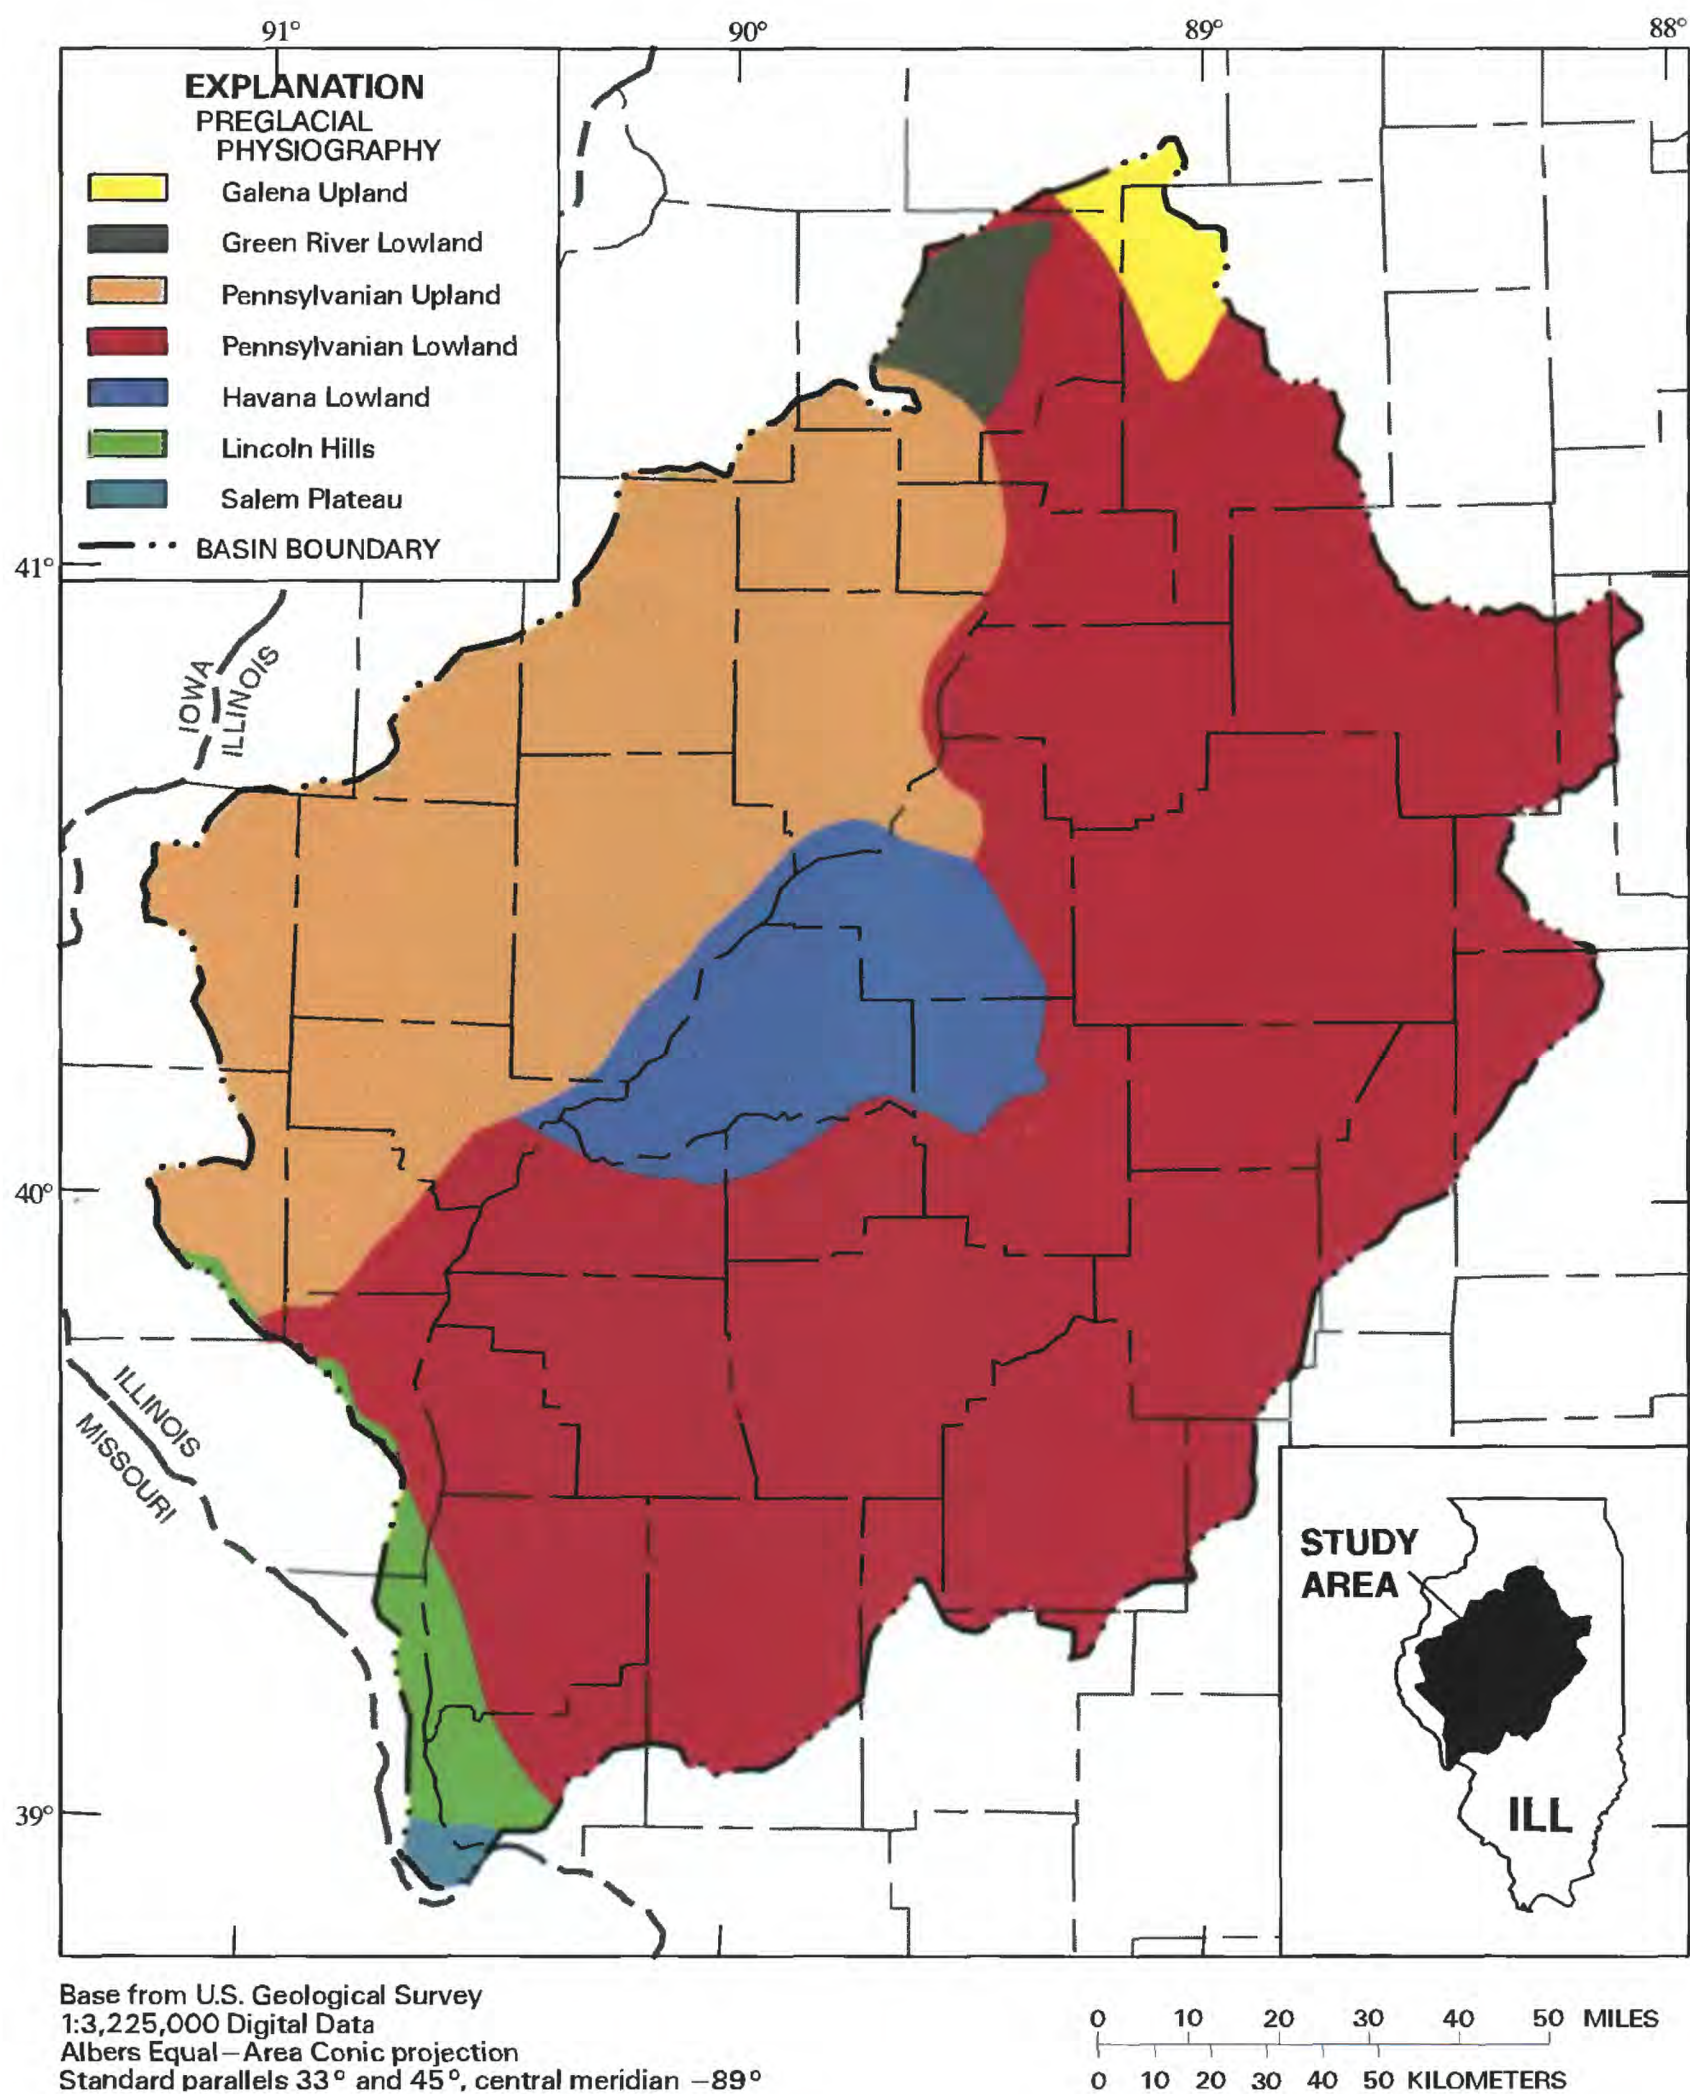 91° 90° 89° 88°
EXPLANATION
PREGLACIAL
PHYSIOGRAPHY
Galena Upland
Green River Lowland
Pennsylvanian Upland
Pennsylvanian Lowland
Havana Lowland
Lincoln Hills
Salem Plateau
BASIN BOUNDARY
41°
IOWA
ILLINOIS
40°
ILLINOIS
MISSOURI
STUDY
AREA
ILL
39°
Base from U.S. Geological Survey
1:3,225,000 Digital Data
Albers Equal—Area Conic projection
Standard parallels 33° and 45°, central meridian —89°
0 10 20 30 40 50 MILES
0 10 20 30 40 50 KILOMETERS